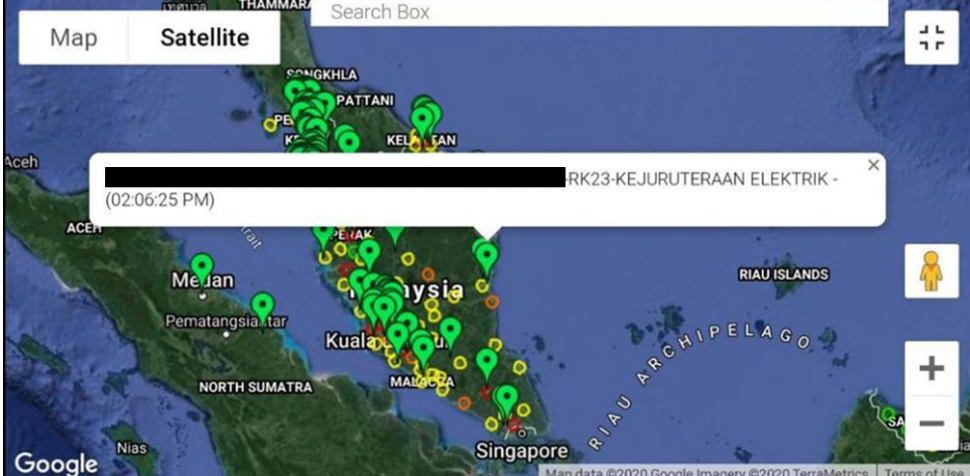 THAMMARA
Search Box
Map
Satellite
SONGKHLA
PATTANI
Aceh
-RK23-KEJURUTERAAN ELEKTRIK -
(02:06:25 PM)
×
ACEH
rait
PERAK
Medan
RIAU ISLANDS
Pematangsiantar
NORTH SUMATRA
MALACCA
RIAU ARCHIPELAGO
Nias
Singapore
Google
Map data ©2020 Google Imagery ©2020 TerraMetrics
Terms of Use